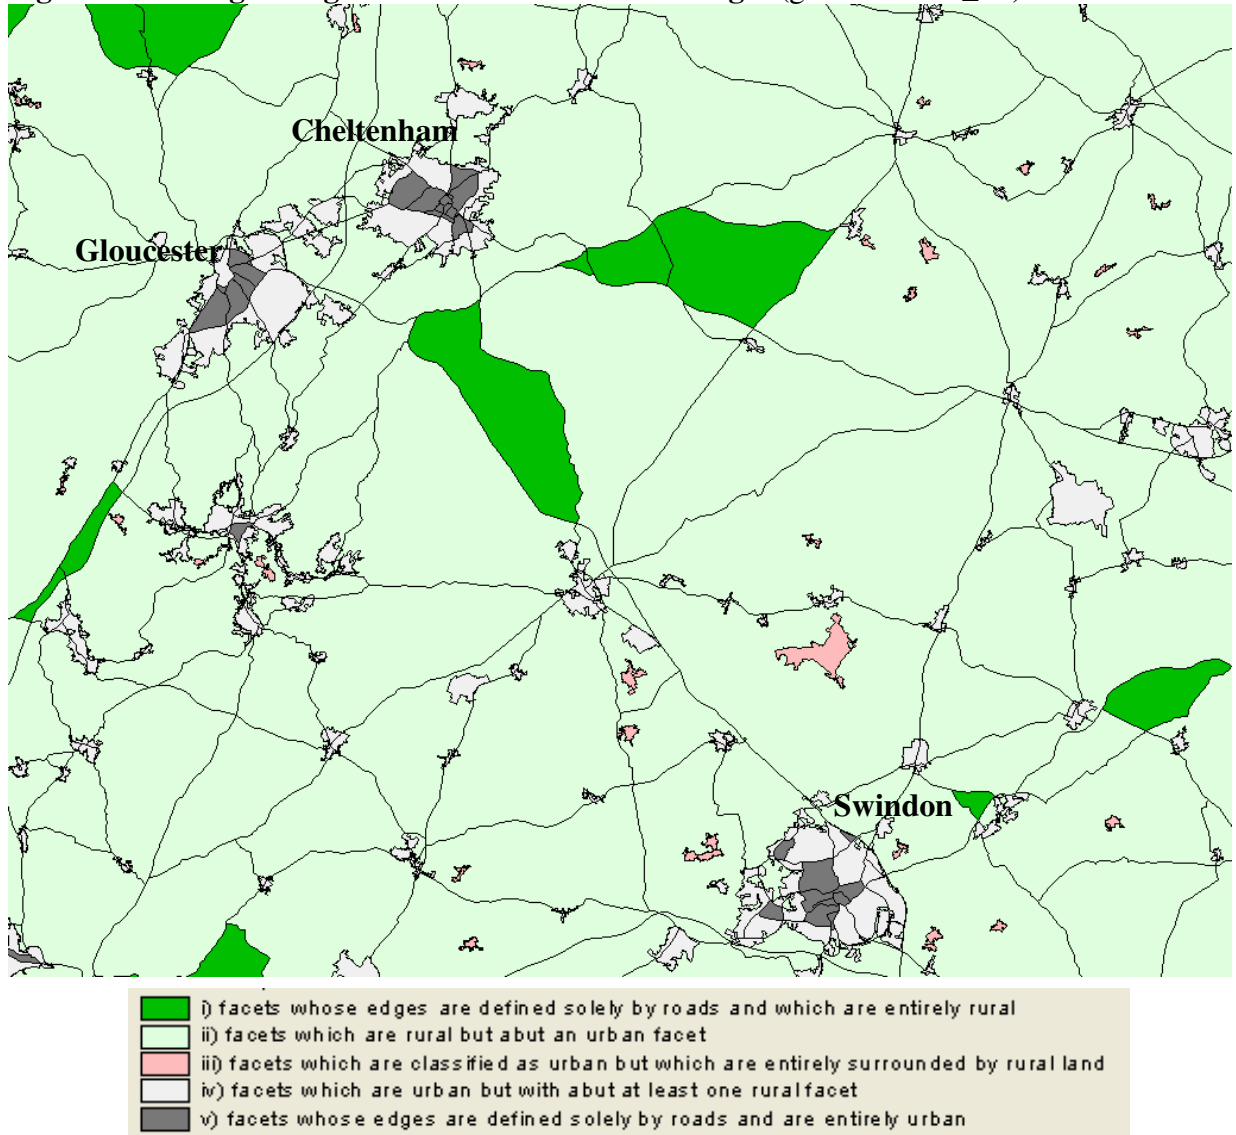 Cheltenham
Gloucester
Swindon
i) facets whose edges are defined solely by roads and which are entirely rural
ii) facets which are rural but abut an urban facet
iii) facets which are classified as urban but which are entirely surrounded by rural land
iv) facets which are urban but with abut at least one rural facet
v) facets whose edges are defined solely by roads and are entirely urban